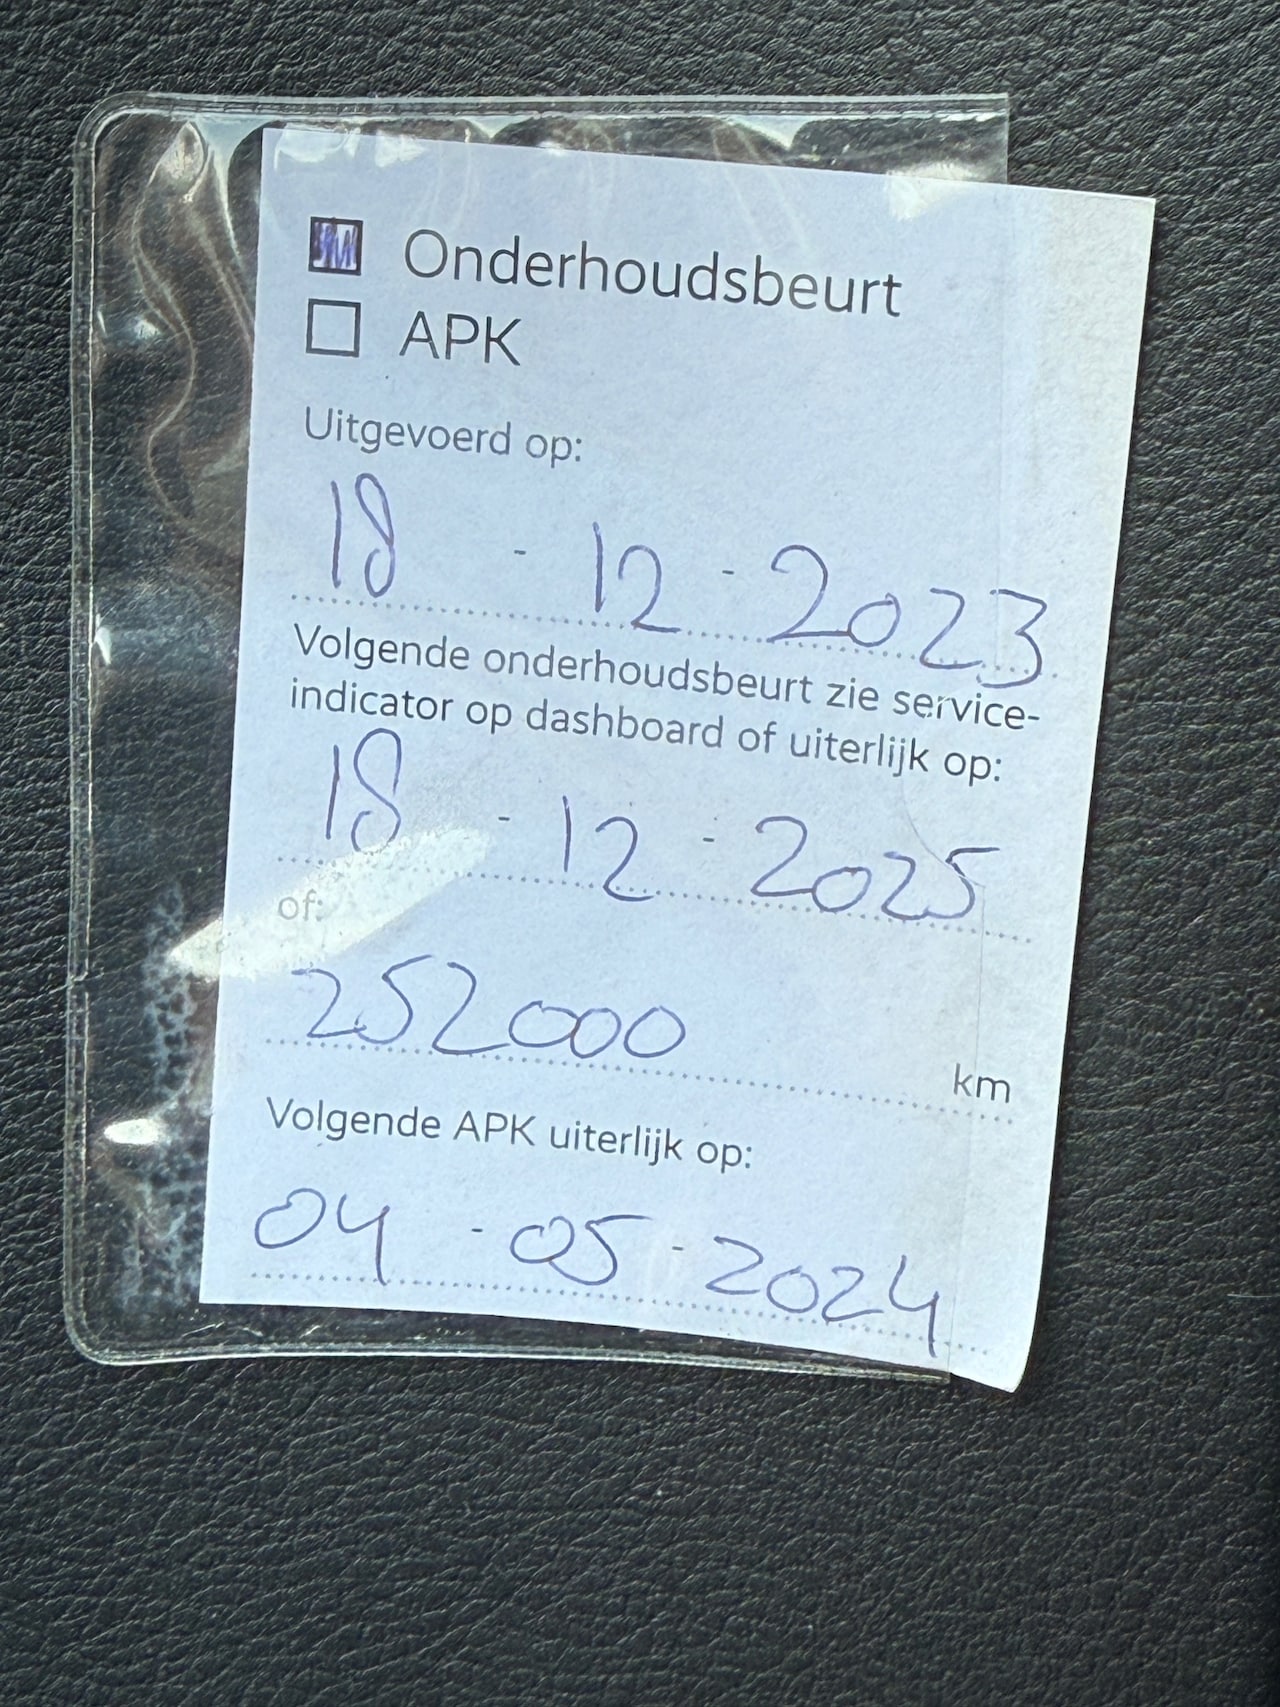 Onderhoudsbeurt
APK
Uitgevoerd op:
18 - 12 - 2023
Volgende onderhoudsbeurt zie service-
indicator op dashboard of uiterlijk op:
18 - 12 - 2025
of:
252000
km
Volgende APK uiterlijk op:
04 - 05 - 2024